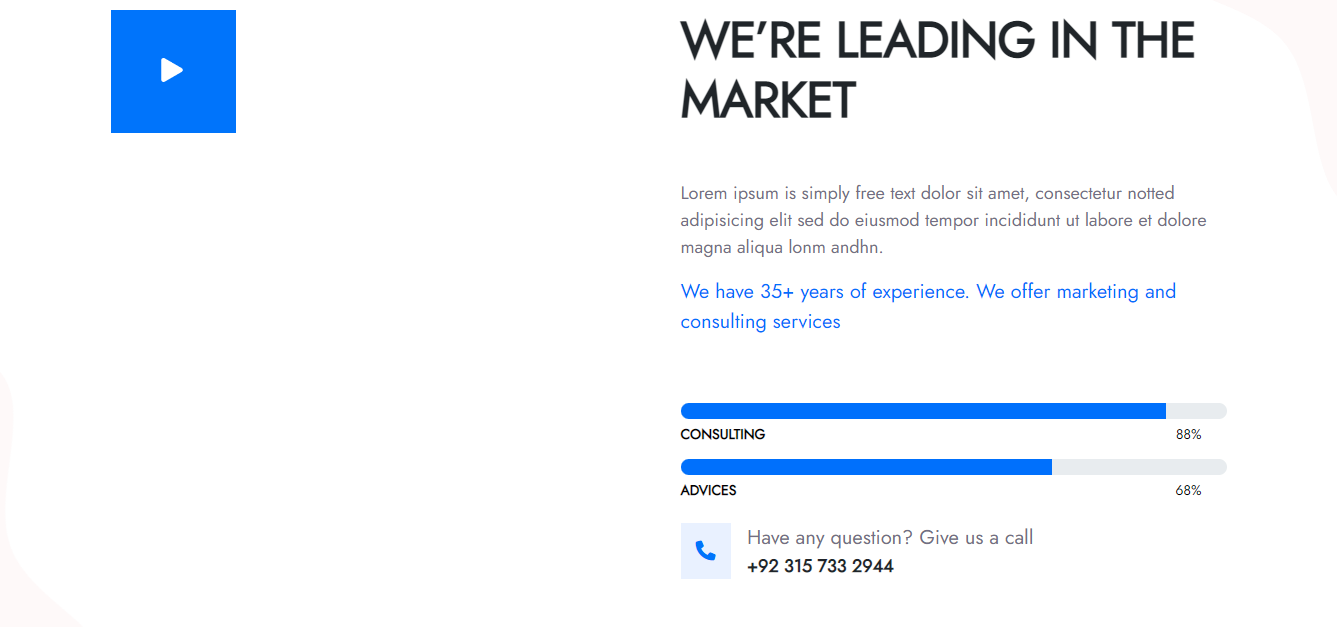 WE’RE LEADING IN THE
MARKET
Lorem ipsum is simply free text dolor sit amet, consectetur notted
adipisicing elit sed do eiusmod tempor incididunt ut labore et dolore
magna aliqua lonm andhn.
We have 35+ years of experience. We offer marketing and
consulting services
CONSULTING 88%
ADVICES 68%
Have any question? Give us a call
+92 315 733 2944